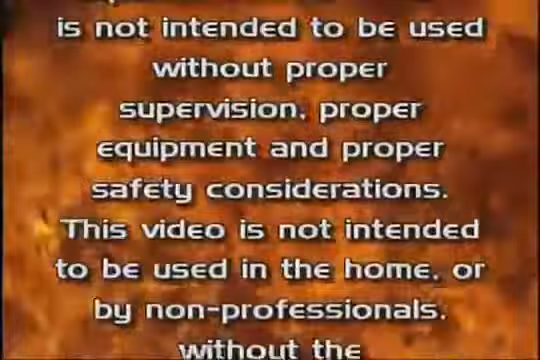 is not intended to be used
without proper
supervision, proper
equipment and proper
safety considerations.
This video is not intended
to be used in the home, or
by non-professionals,
without the